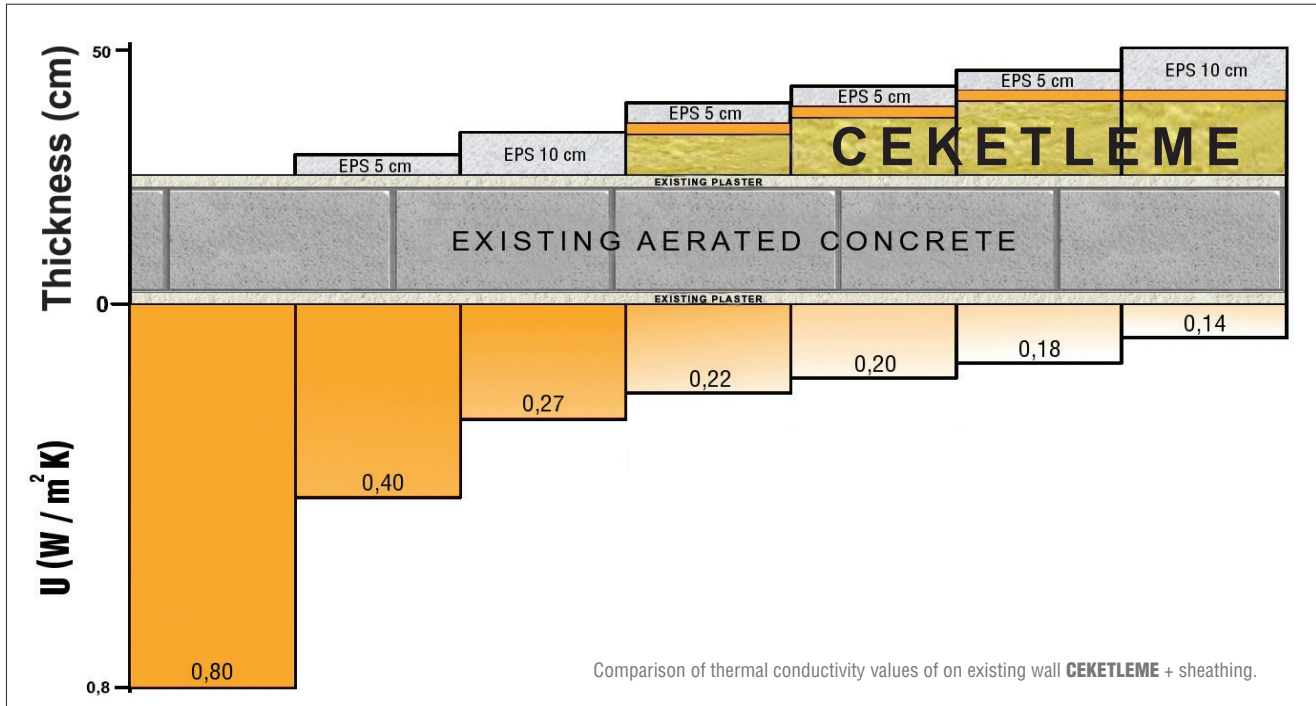 Thickness (cm)
50
0
EPS 5 cm
EPS 10 cm
EPS 5 cm
EPS 5 cm
EPS 5 cm
EPS 10 cm
CEKETLEME
EXISTING PLASTER
EXISTING AERATED CONCRETE
EXISTING PLASTER
U (W / m² K)
0,8
0,80
0,40
0,27
0,22
0,20
0,18
0,14
Comparison of thermal conductivity values of on existing wall CEKETLEME + sheathing.